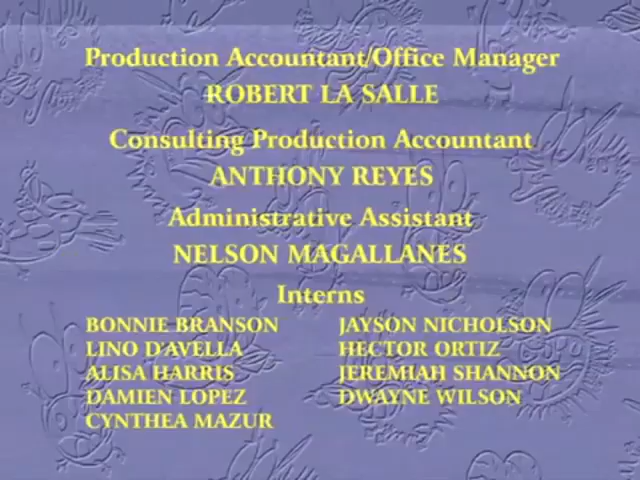 Production Accountant/Office Manager
ROBERT LA SALLE
Consulting Production Accountant
ANTHONY REYES
Administrative Assistant
NELSON MAGALLANES
Interns
BONNIE BRANSON
LINO D'AVELLA
ALISA HARRIS
DAMIEN LOPEZ
CYNTHEA MAZUR
JAYSON NICHOLSON
HECTOR ORTIZ
JEREMIAH SHANNON
DWAYNE WILSON